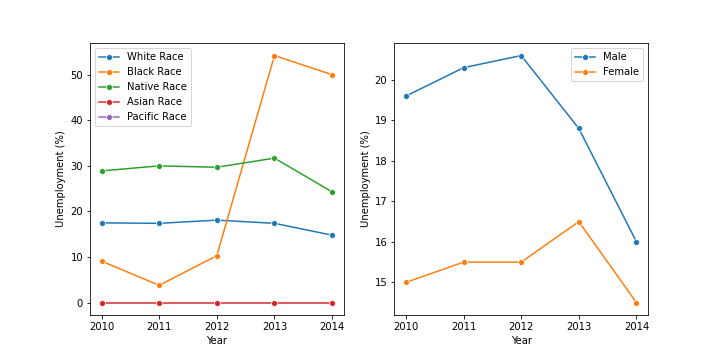 White Race
Black Race
Native Race
Asian Race
Pacific Race
50
40
30
20
10
0
Unemployment (%)
2010 2011 2012 2013 2014
Year
Male
Female
20
19
18
17
16
15
Unemployment (%)
2010 2011 2012 2013 2014
Year